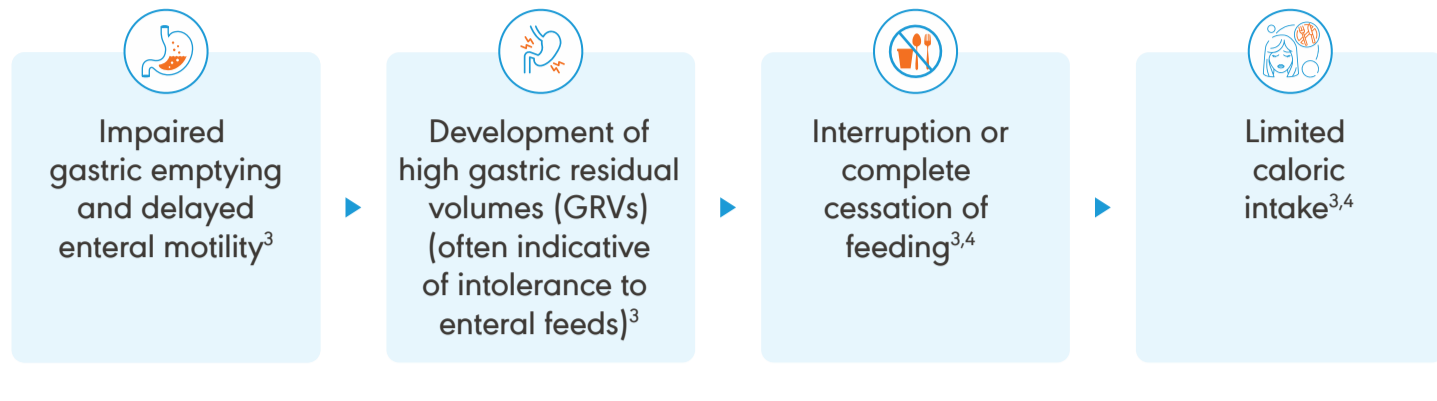 Impaired
gastric emptying
and delayed
enteral motility3
Development of
high gastric residual
volumes (GRVs)
(often indicative
of intolerance to
enteral feeds)3
Interruption or
complete
cessation of
feeding3,4
Limited
caloric
intake3,4